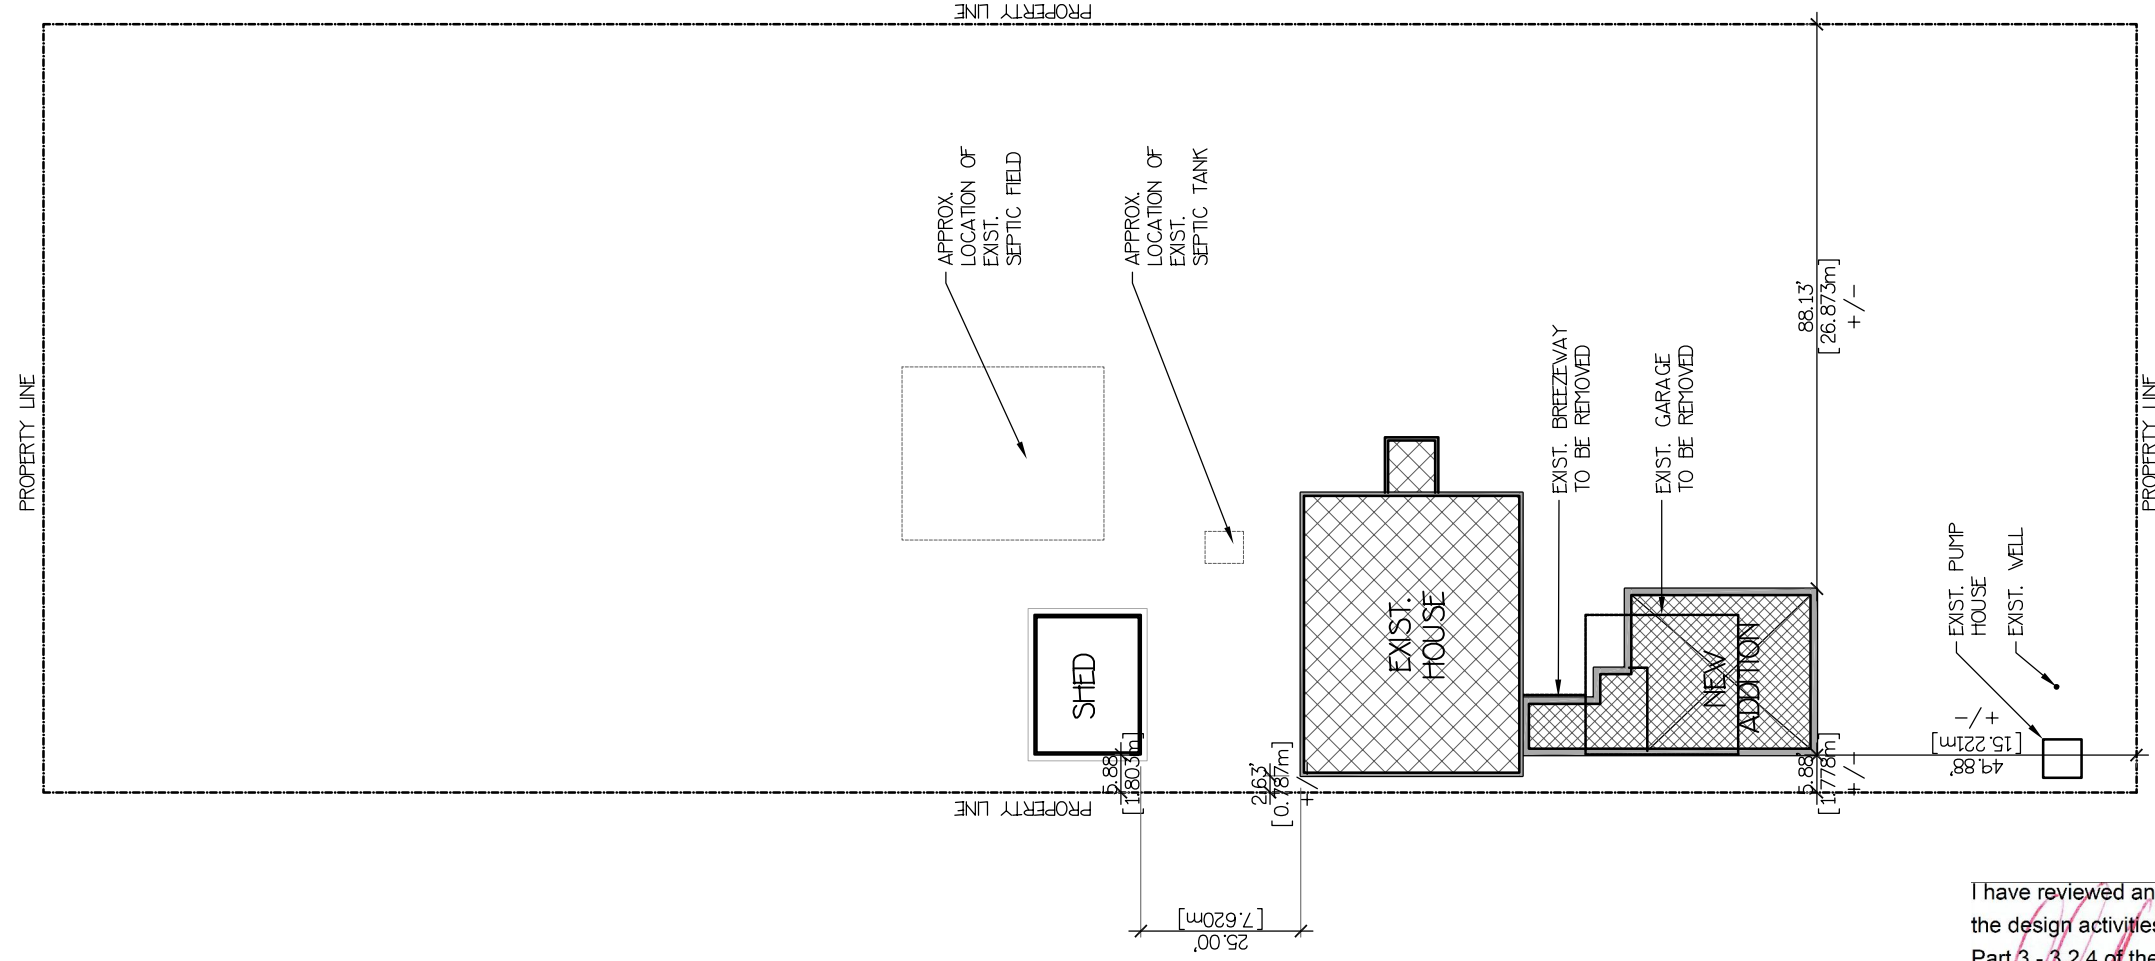 PROPERTY LINE
PROPERTY LINE
APPROX.
LOCATION OF
EXIST.
SEPTIC FIELD
APPROX.
LOCATION OF
EXIST.
SEPTIC TANK
88.13'
[26.873m]
+/-
EXIST. BREEZEWAY
TO BE REMOVED
EXIST. GARAGE
TO BE REMOVED
PROPERTY LINE
EXIST. PUMP
HOUSE
EXIST. WELL
EXIST.
HOUSE
SHED
NEW
ADDITION
5.88'
[1.803m]
2.63'
[0.787m]
+/-
5.88'
[1.778m]
+/-
49.88'
[15.221m]
+/-
PROPERTY LINE
25.00'
[7.620m]
I have reviewed an
the design activities
Part 3 - 3.2.4 of the